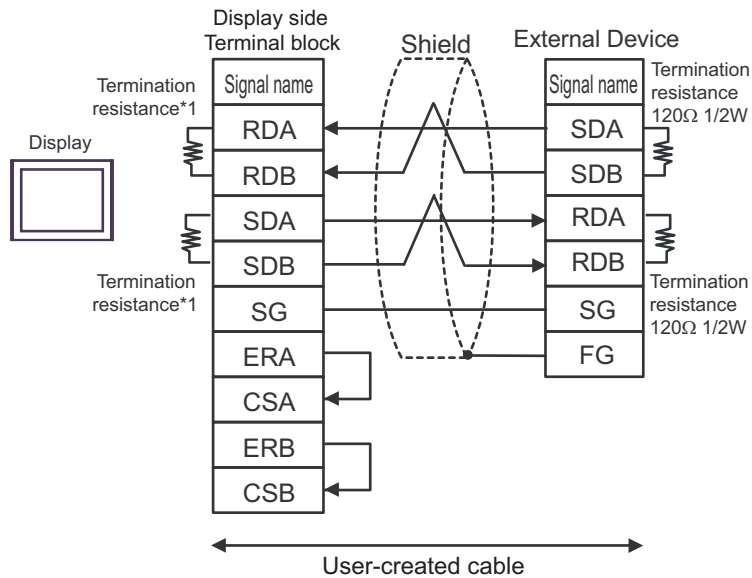 Display side
Terminal block
Shield
External Device
Termination
resistance*1
Signal name
Signal name
Termination
resistance
120Ω 1/2W
Display
RDA
SDA
RDB
SDB
SDA
RDA
SDB
RDB
Termination
resistance*1
Termination
resistance
120Ω 1/2W
SG
SG
ERA
FG
CSA
ERB
CSB
User-created cable